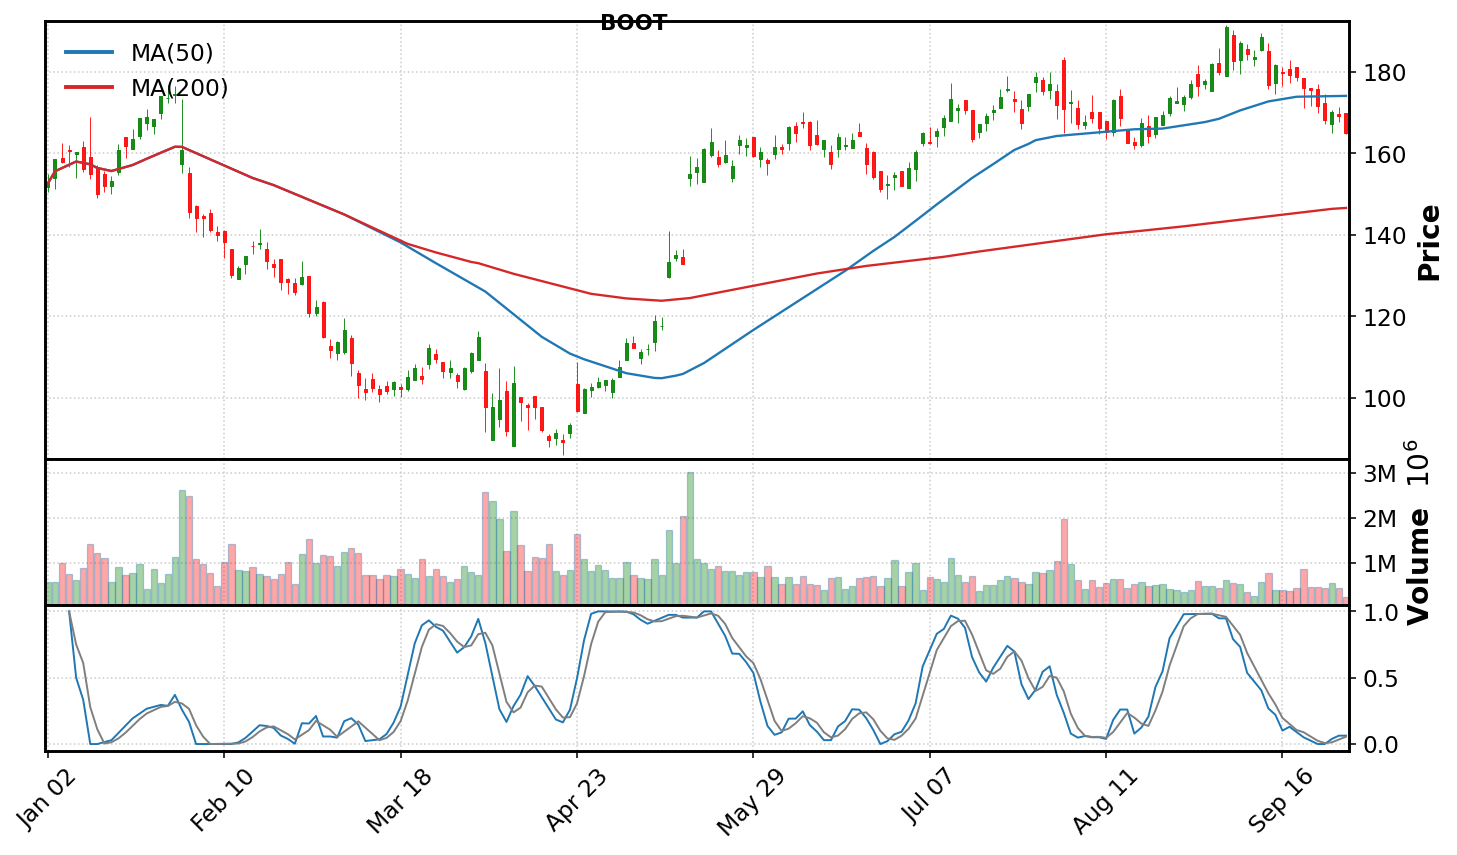 BOOT
MA(50)
MA(200)
180
160
140
120
100
Price
3M
2M
1M
Volume 10^6
1.0
0.5
0.0
Jan 02
Feb 10
Mar 18
Apr 23
May 29
Jul 07
Aug 11
Sep 16